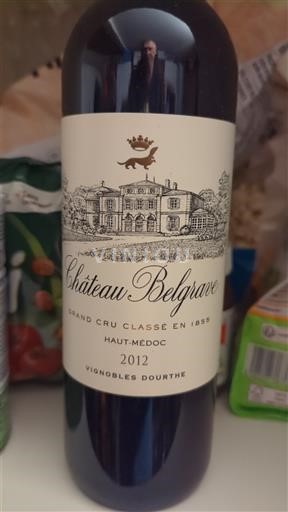 Château Belgrave
GRAND CRU CLASSÉ EN 1855
HAUT-MÉDOC
2012
VIGNOBLES DOURTHE